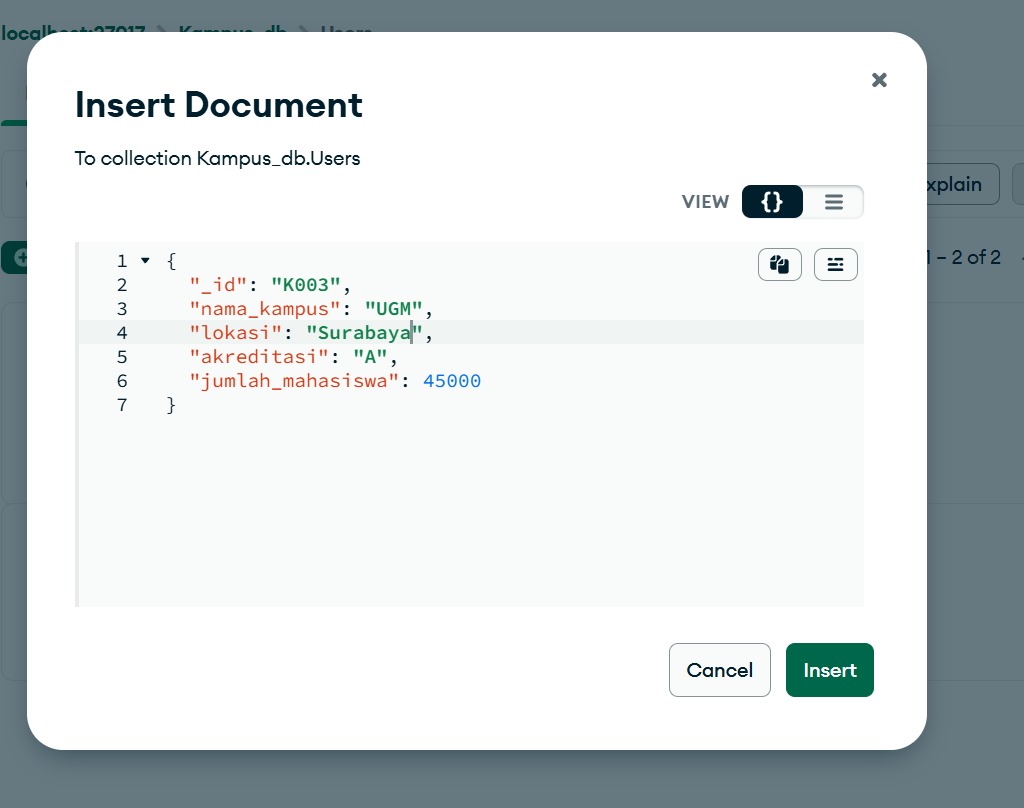 localhost:27017 > Kampus_db > Users
Insert Document
To collection Kampus_db.Users
VIEW
xplain
1 – 2 of 2
1 {
2 "_id": "K003",
3 "nama_kampus": "UGM",
4 "lokasi": "Surabaya",
5 "akreditasi": "A",
6 "jumlah_mahasiswa": 45000
7 }
Cancel
Insert